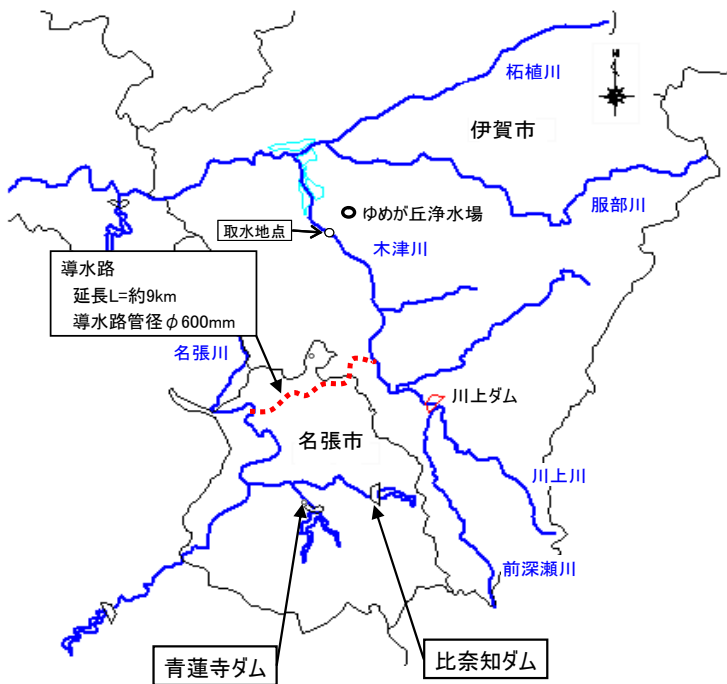 柘植川
N
伊賀市
服部川
ゆめが丘浄水場
取水地点
木津川
導水路
延長L=約9km
導水路管径φ600mm
名張川
川上ダム
名張市
川上川
前深瀬川
青蓮寺ダム
比奈知ダム